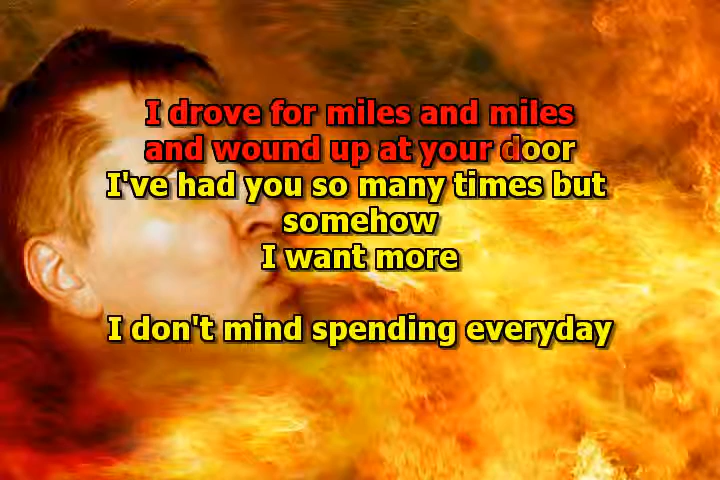 I drove for miles and miles
and wound up at your door
I've had you so many times but
somehow
I want more
I don't mind spending everyday